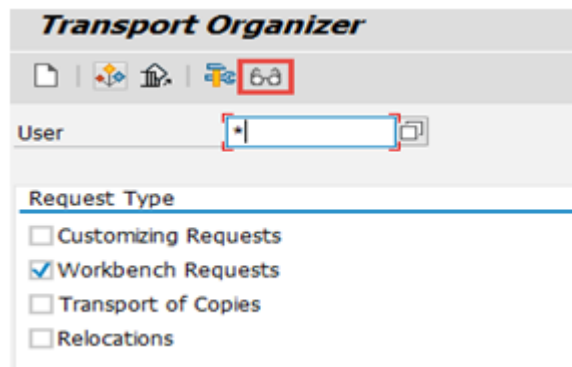 Transport Organizer
User *
Request Type
Customizing Requests
Workbench Requests
Transport of Copies
Relocations